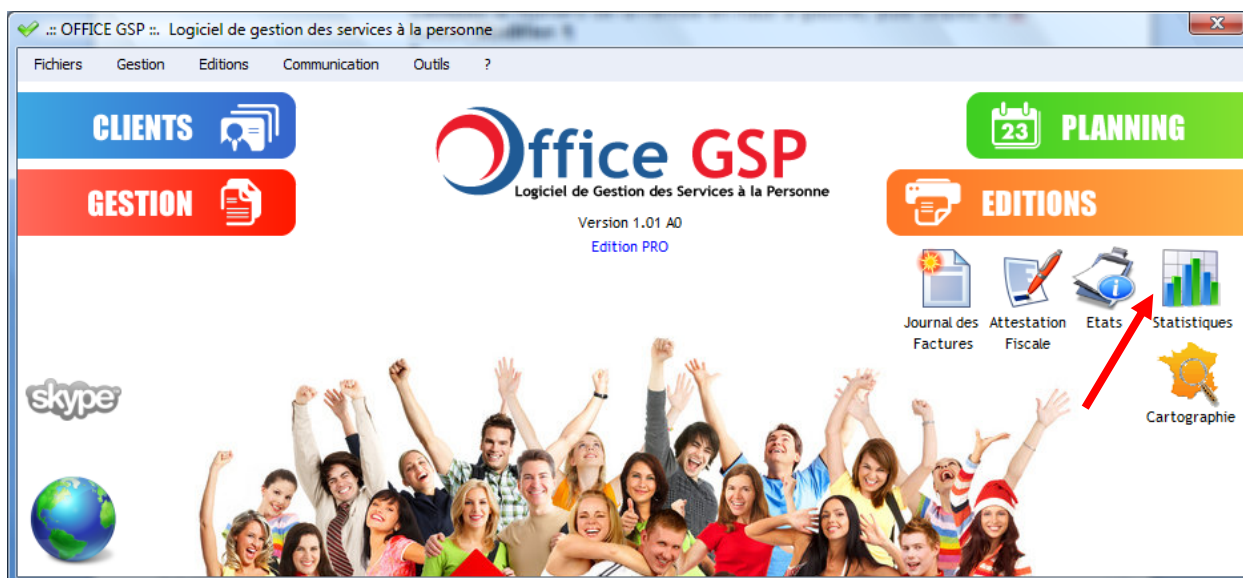 .:: OFFICE GSP ::. Logiciel de gestion des services à la personne
Fichiers Gestion Editions Communication Outils ?
CLIENTS
GESTION
Office GSP
Logiciel de Gestion des Services à la Personne
Version 1.01 A0
Edition PRO
23 PLANNING
EDITIONS
Journal des
Factures
Attestation
Fiscale
Etats
Statistiques
Cartographie
skype